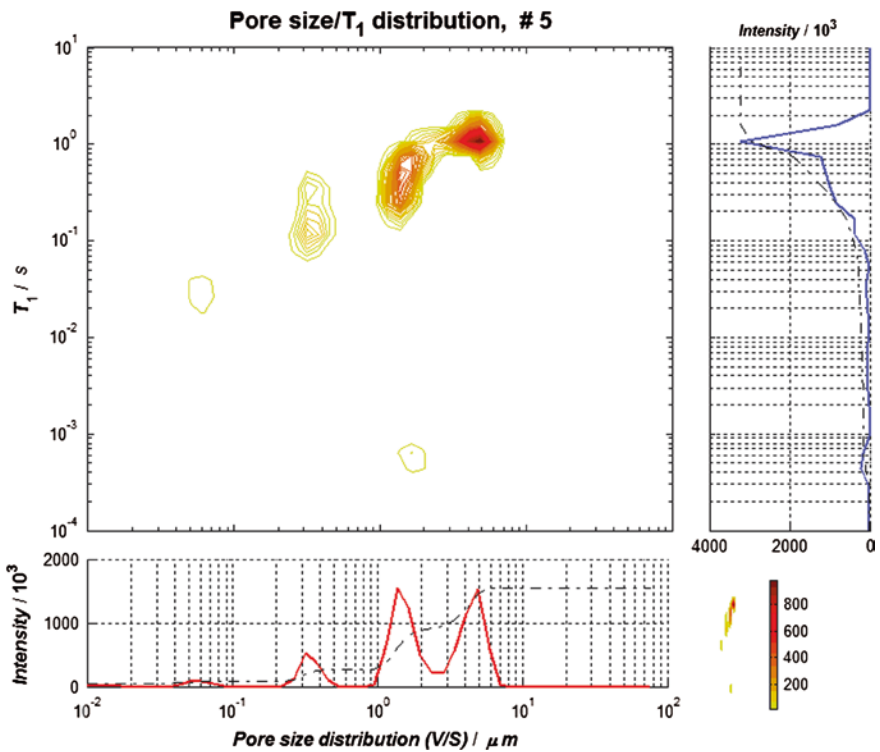 Pore size/T₁ distribution, # 5
Intensity / 10³
10¹
10⁰
10⁻¹
10⁻²
10⁻³
10⁻⁴
T₁ / s
4000 2000 0
2000
1000
0
Intensity / 10³
10⁻² 10⁻¹ 10⁰ 10¹ 10²
Pore size distribution (V/S) / μm
800
600
400
200